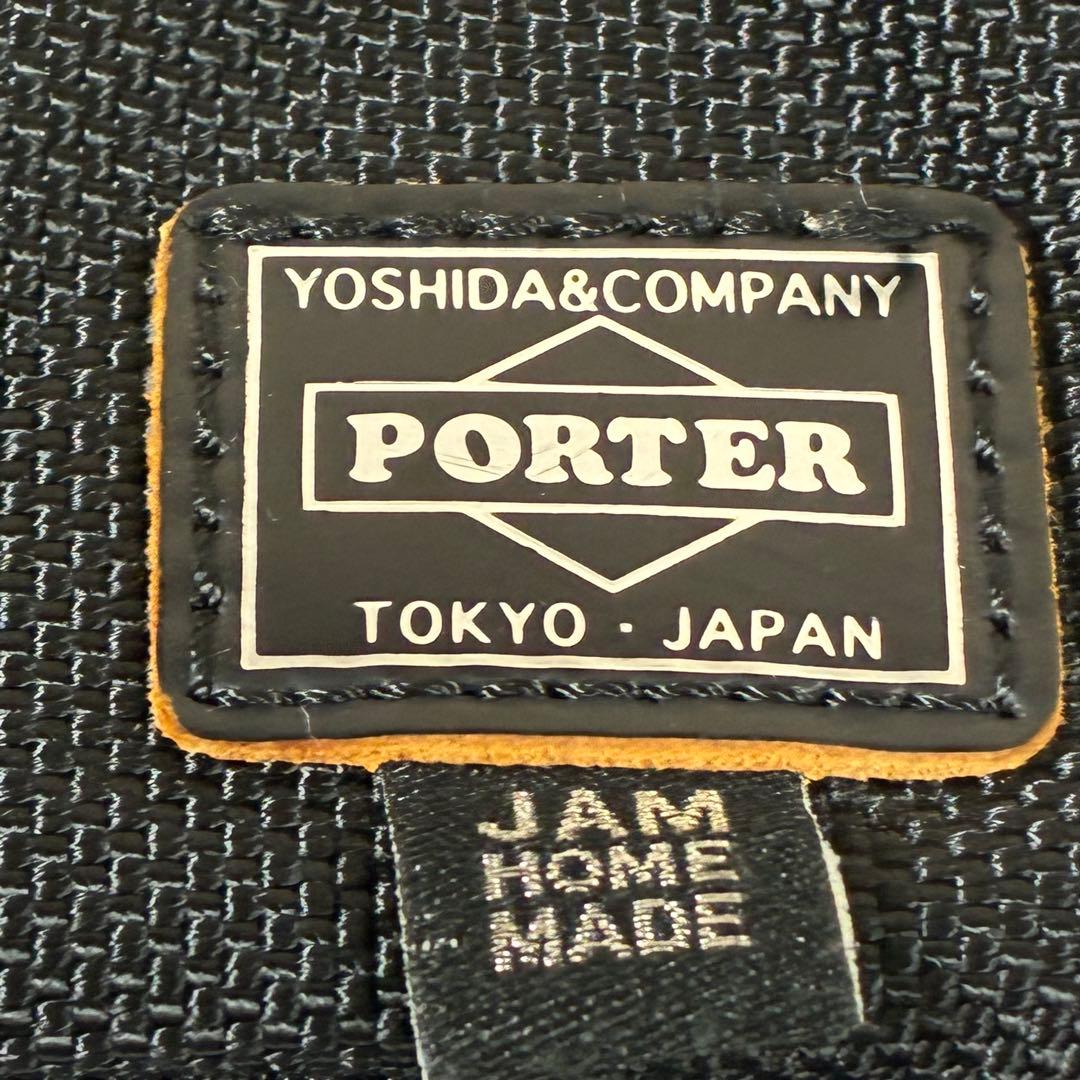 YOSHIDA&COMPANY
PORTER
TOKYO · JAPAN
JAM
HOME
MADE